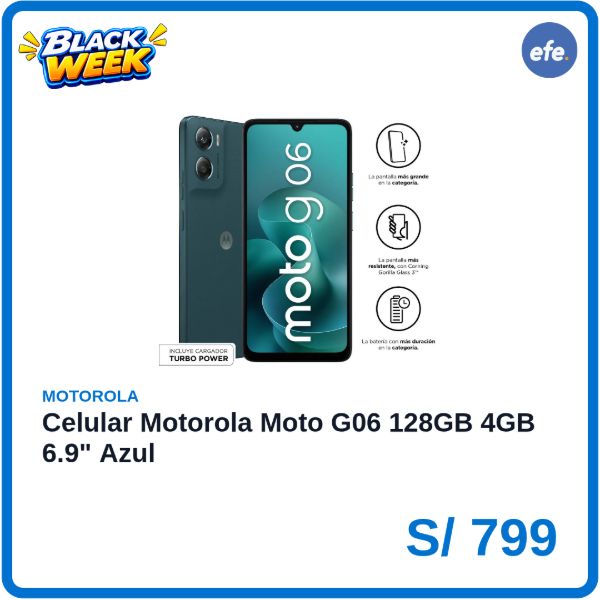 BLACK
WEEK
efe.
moto g06
La pantalla más grande
en la categoría.
La pantalla más
resistente, con Corning
Gorilla Glass 3™
La batería con más duración
en la categoría.
INCLUYE CARGADOR
TURBO POWER
MOTOROLA
Celular Motorola Moto G06 128GB 4GB
6.9" Azul
S/ 799